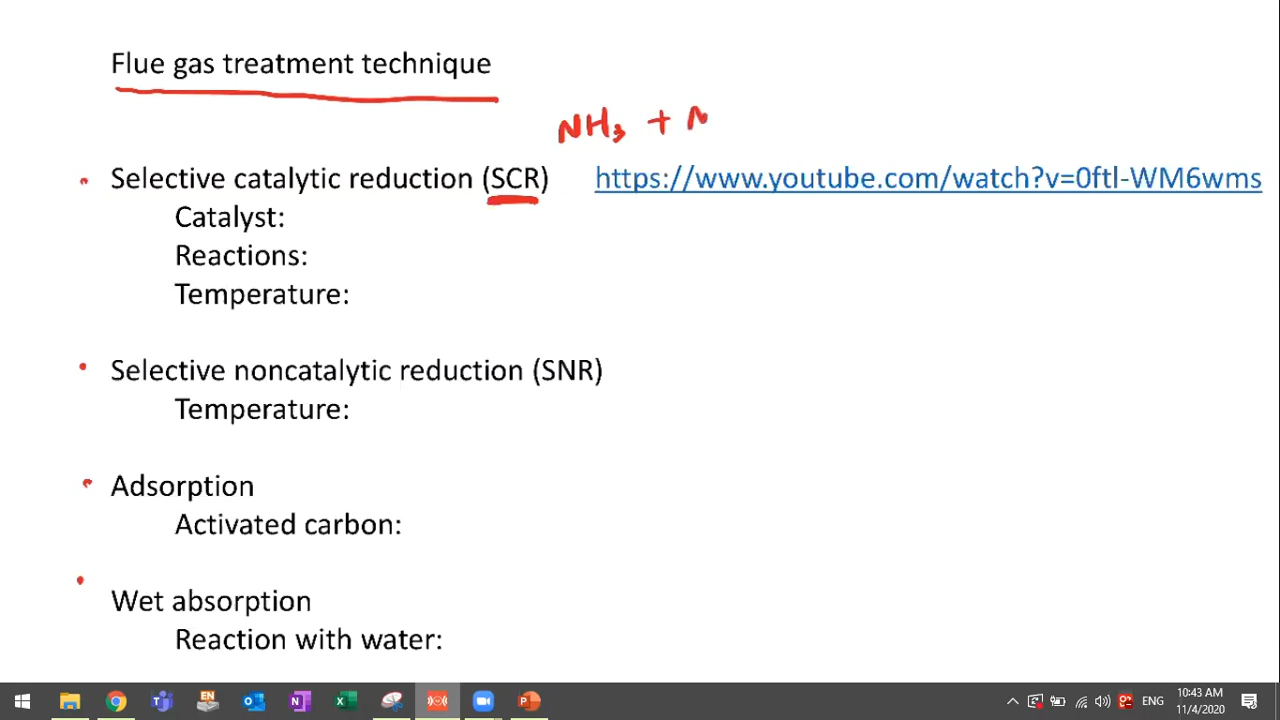 Flue gas treatment technique
NH3 + N
Selective catalytic reduction (SCR) https://www.youtube.com/watch?v=0ftl-WM6wms
Catalyst:
Reactions:
Temperature:
Selective noncatalytic reduction (SNR)
Temperature:
Adsorption
Activated carbon:
Wet absorption
Reaction with water:
EN
ENG
10:43 AM
11/4/2020